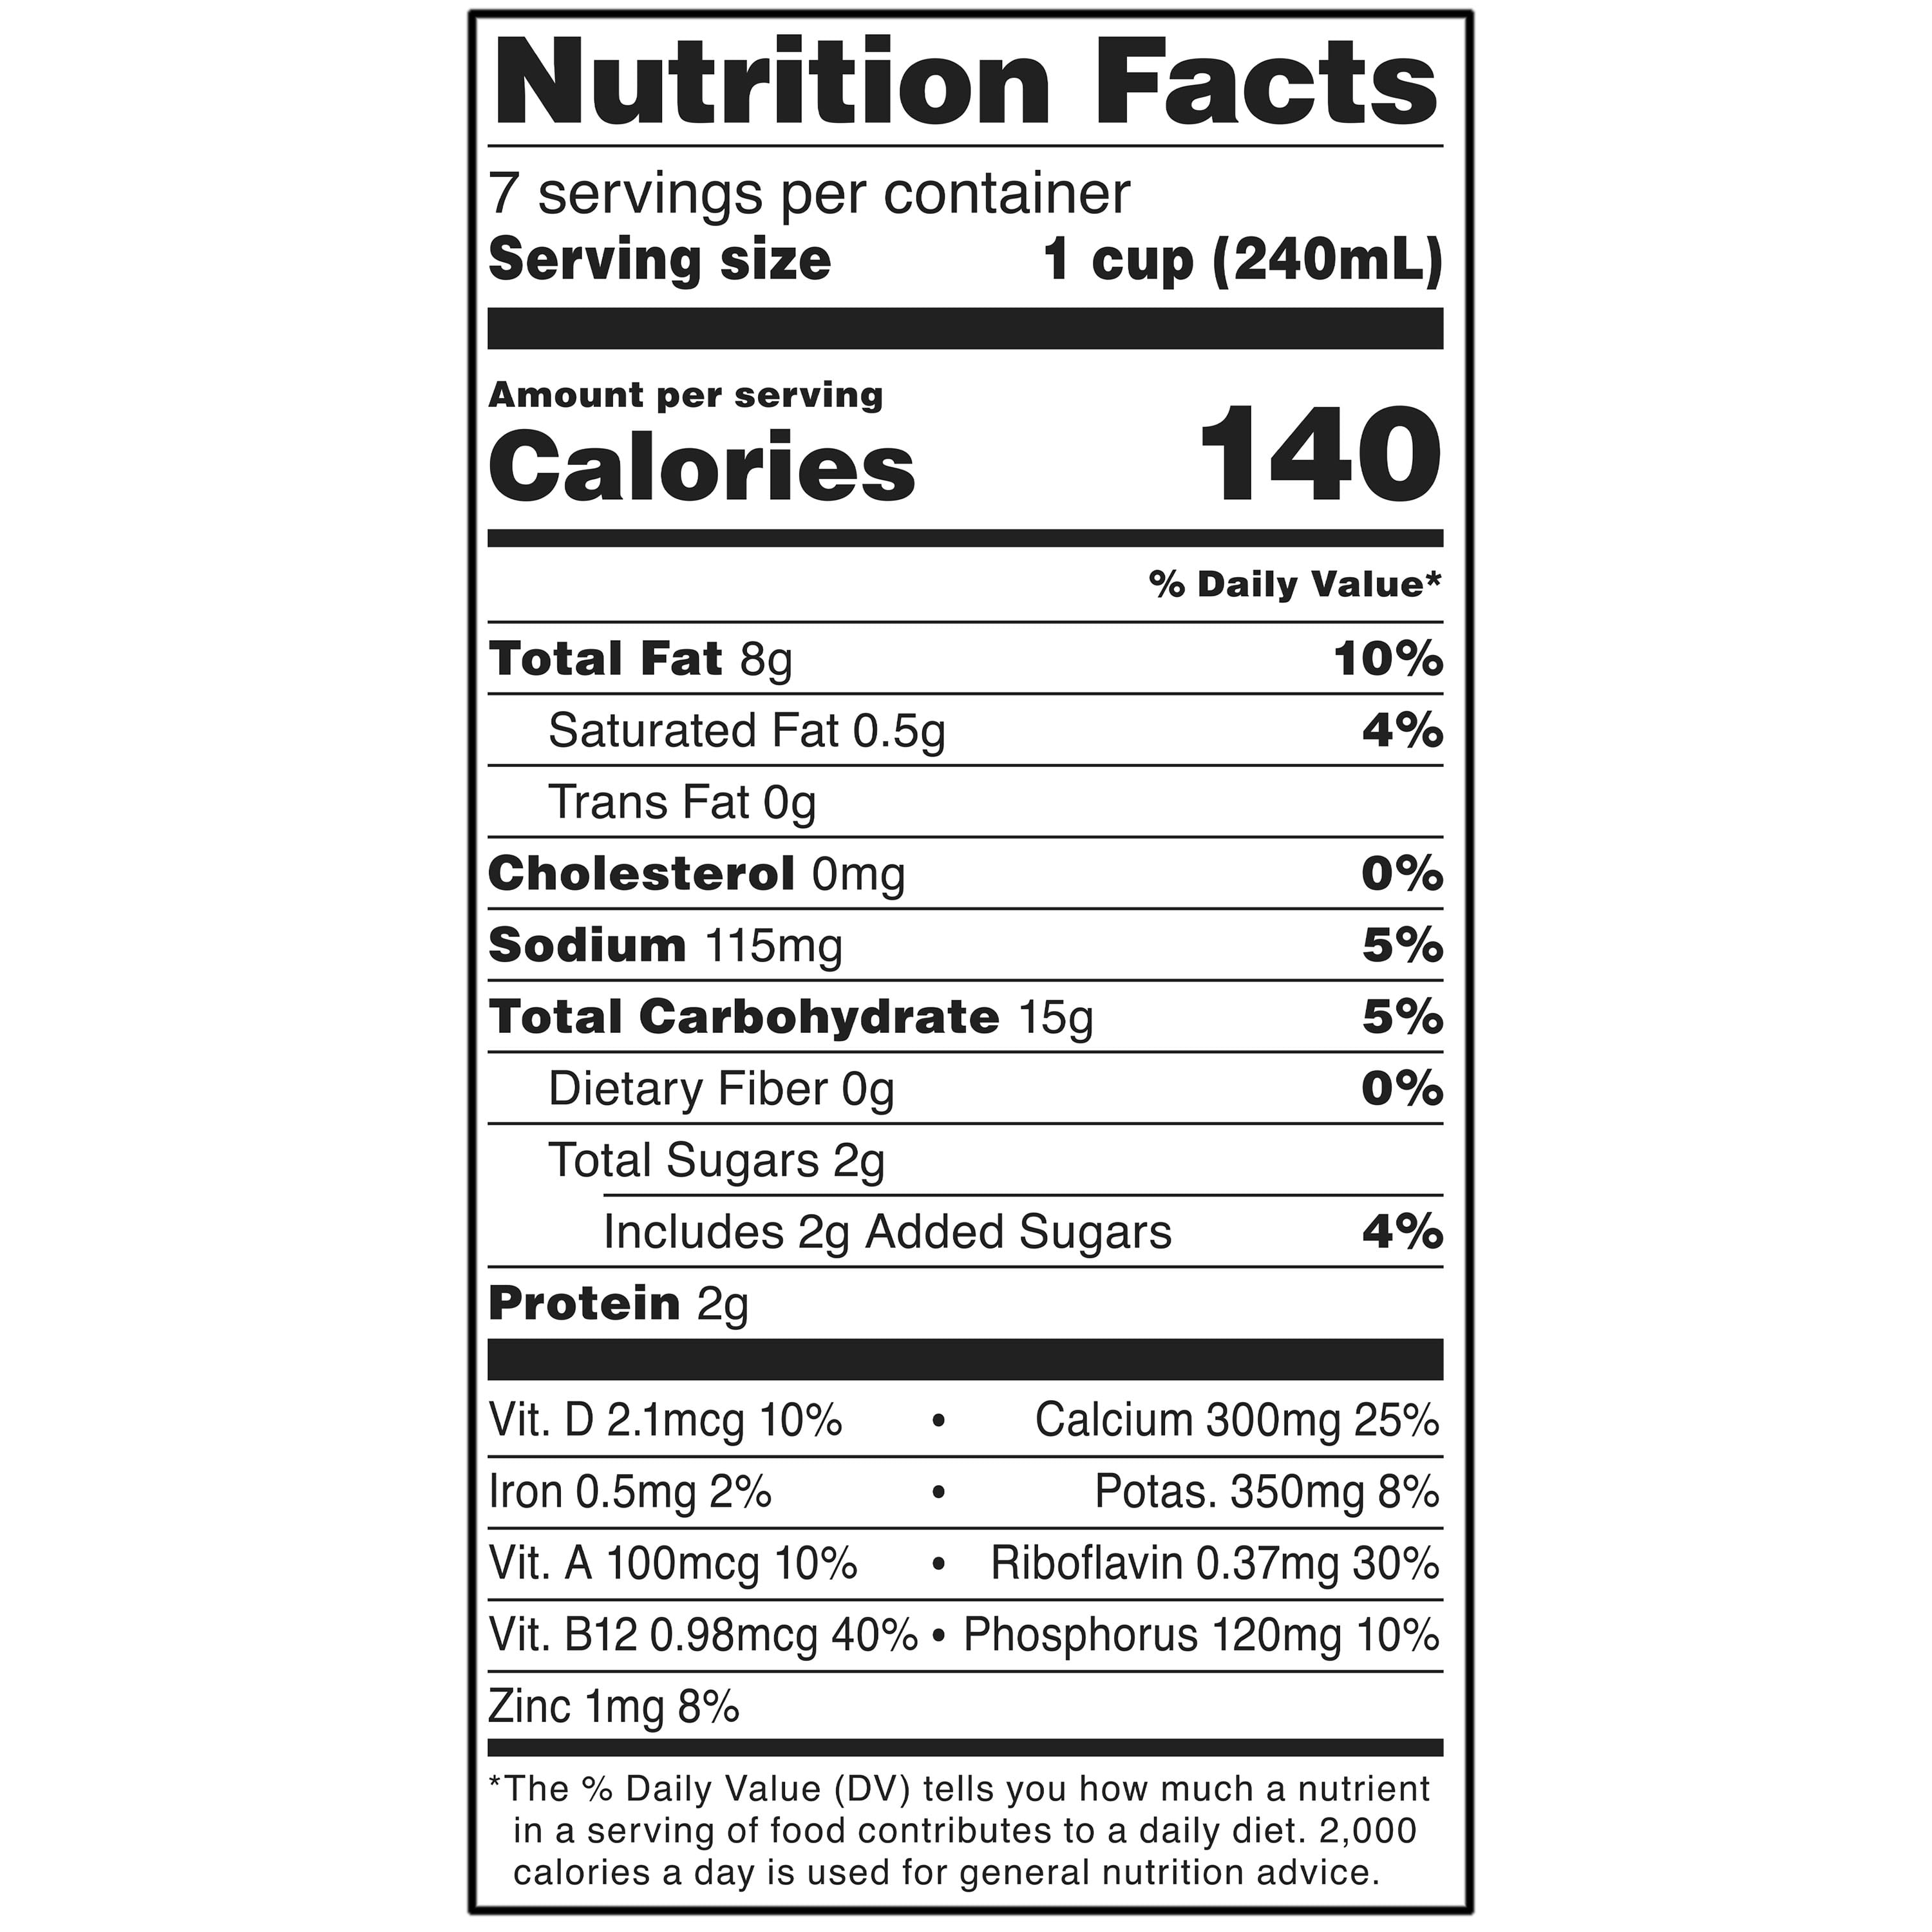 Nutrition Facts
7 servings per container
Serving size 1 cup (240mL)
Amount per serving
Calories 140
% Daily Value*
Total Fat 8g 10%
Saturated Fat 0.5g 4%
Trans Fat 0g
Cholesterol 0mg 0%
Sodium 115mg 5%
Total Carbohydrate 15g 5%
Dietary Fiber 0g 0%
Total Sugars 2g
Includes 2g Added Sugars 4%
Protein 2g
Vit. D 2.1mcg 10% • Calcium 300mg 25%
Iron 0.5mg 2% • Potas. 350mg 8%
Vit. A 100mcg 10% • Riboflavin 0.37mg 30%
Vit. B12 0.98mcg 40% • Phosphorus 120mg 10%
Zinc 1mg 8%
*The % Daily Value (DV) tells you how much a nutrient
in a serving of food contributes to a daily diet. 2,000
calories a day is used for general nutrition advice.